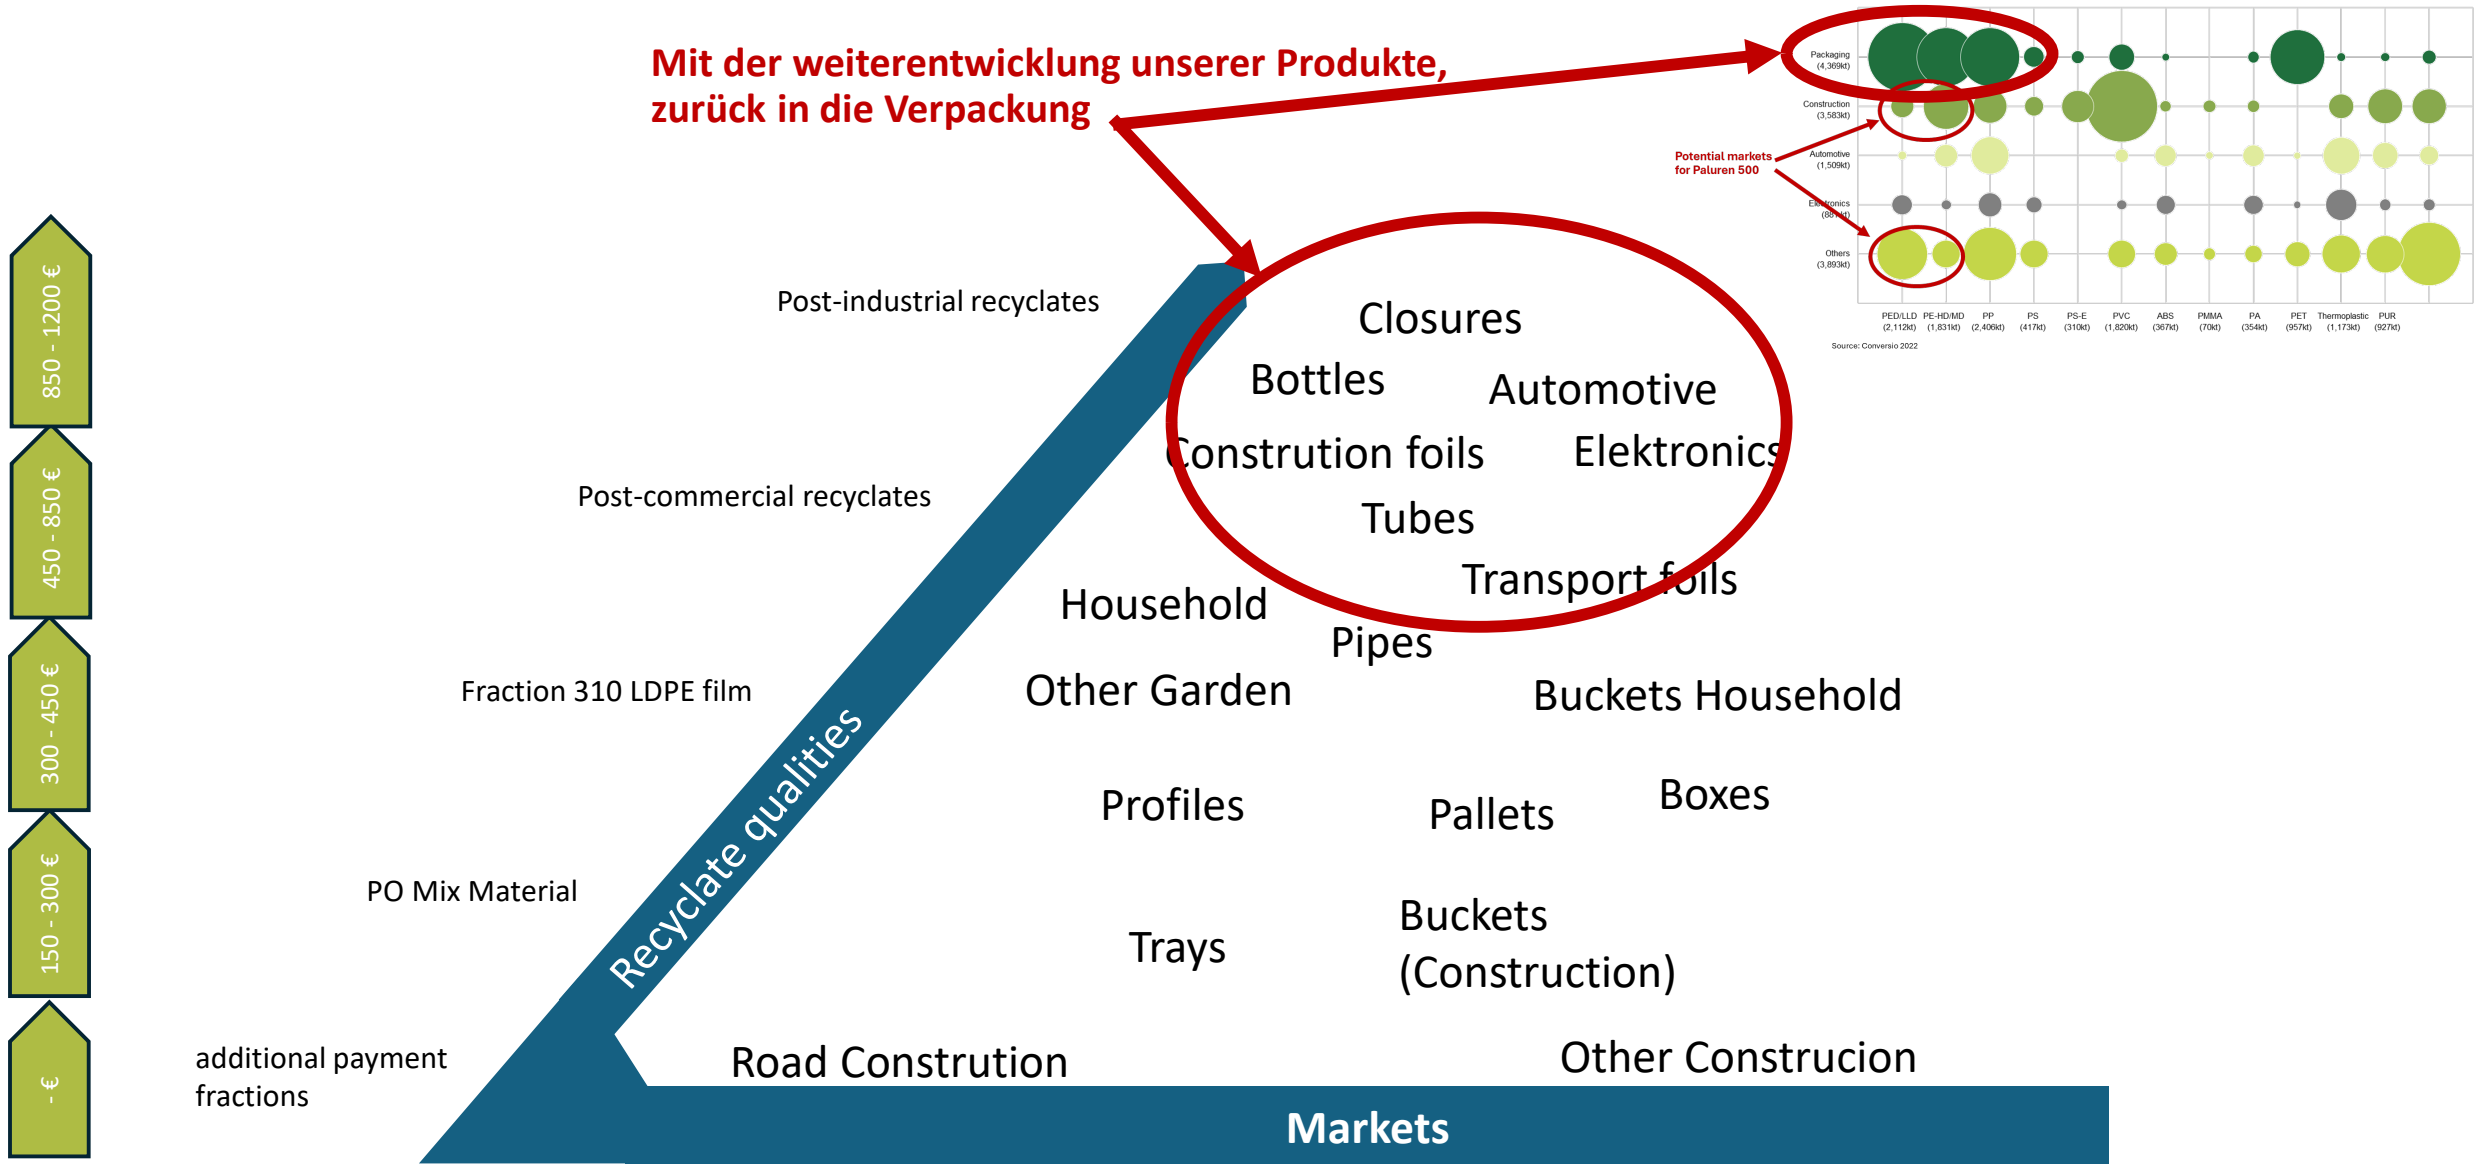 Mit der weiterentwicklung unserer Produkte,
zurück in die Verpackung
Packaging
(4,369kt)
Construction
(3,583kt)
Potential markets
for Paluren 500
Automotive
(1,509kt)
Electronics
Others
(3,893kt)
PED/LLD PE-HD/MD PP PS PS-E PVC ABS PMMA PA PET Thermoplastic PUR
(2,112kt) (1,831kt) (2,406kt) (417kt) (310kt) (1,820kt) (367kt) (70kt) (354kt) (957kt) (1,173kt) (927kt)
Source: Conversio 2022
850 - 1200 €
450 - 850 €
300 - 450 €
150 - 300 €
- €
Post-industrial recyclates
Post-commercial recyclates
Fraction 310 LDPE film
PO Mix Material
additional payment
fractions
Recyclate qualities
Closures
Bottles
Automotive
Constrution foils
Elektronics
Tubes
Transport foils
Household
Pipes
Other Garden
Buckets Household
Profiles
Pallets
Boxes
Trays
Buckets
(Construction)
Road Constrution
Other Construcion
Markets